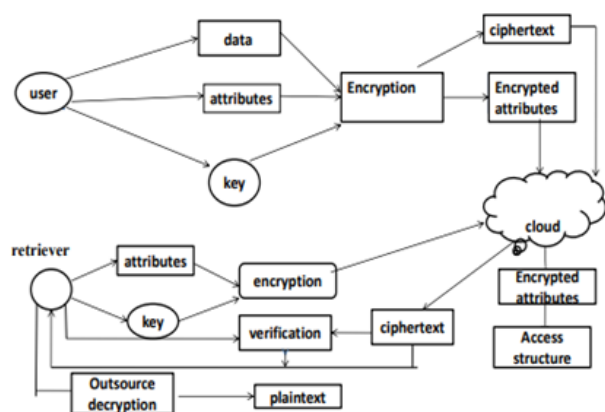 ciphertext
data
user
attributes
Encryption
Encrypted
attributes
key
cloud
retriever
attributes
encryption
Encrypted
attributes
key
verification
ciphertext
Access
structure
Outsource
decryption
plaintext